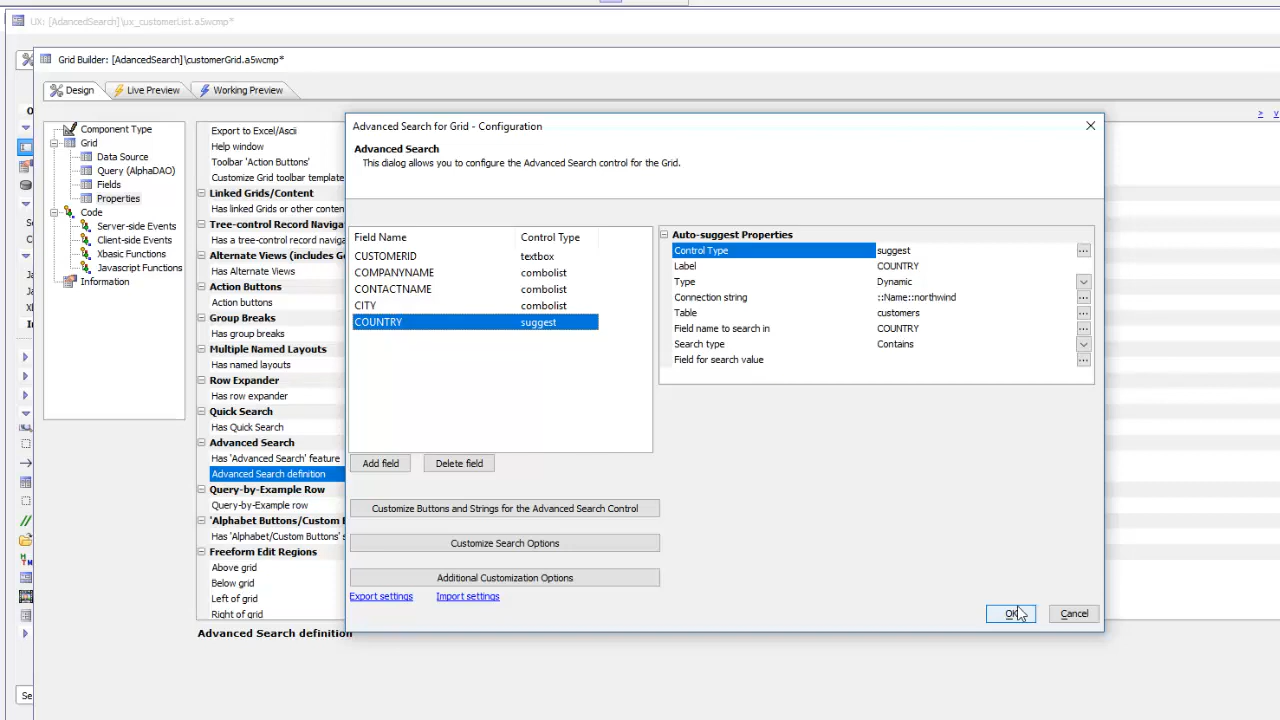 UX: [AdancedSearch]\ux_customerList.a5wcmp*
Grid Builder: [AdancedSearch]\customerGrid.a5wcmp*
Design
Live Preview
Working Preview
Component Type
Grid
Data Source
Query (AlphaDAO)
Fields
Properties
Code
Server-side Events
Client-side Events
Xbasic Functions
Javascript Functions
Information
Export to Excel/Ascii
Help window
Toolbar 'Action Buttons'
Customize Grid toolbar template
Linked Grids/Content
Has linked Grids or other conten
Tree-control Record Naviga
Has a tree-control record naviga
Alternate Views (includes Ge
Has Alternate Views
Action Buttons
Action buttons
Group Breaks
Has group breaks
Multiple Named Layouts
Has named layouts
Row Expander
Has row expander
Quick Search
Has Quick Search
Advanced Search
Has 'Advanced Search' feature
Advanced Search definition
Query-by-Example Row
Query-by-Example row
'Alphabet Buttons/Custom B
Has 'Alphabet/Custom Buttons' s
Freeform Edit Regions
Above grid
Below grid
Left of grid
Right of grid
Advanced Search definition
Advanced Search for Grid - Configuration
Advanced Search
This dialog allows you to configure the Advanced Search control for the Grid.
Field Name Control Type
CUSTOMERID textbox
COMPANYNAME combolist
CONTACTNAME combolist
CITY combolist
COUNTRY suggest
Add field
Delete field
Customize Buttons and Strings for the Advanced Search Control
Customize Search Options
Additional Customization Options
Export settings
Import settings
Auto-suggest Properties
Control Type suggest
Label COUNTRY
Type Dynamic
Connection string ::Name::northwind
Table customers
Field name to search in COUNTRY
Search type Contains
Field for search value
OK
Cancel
Se